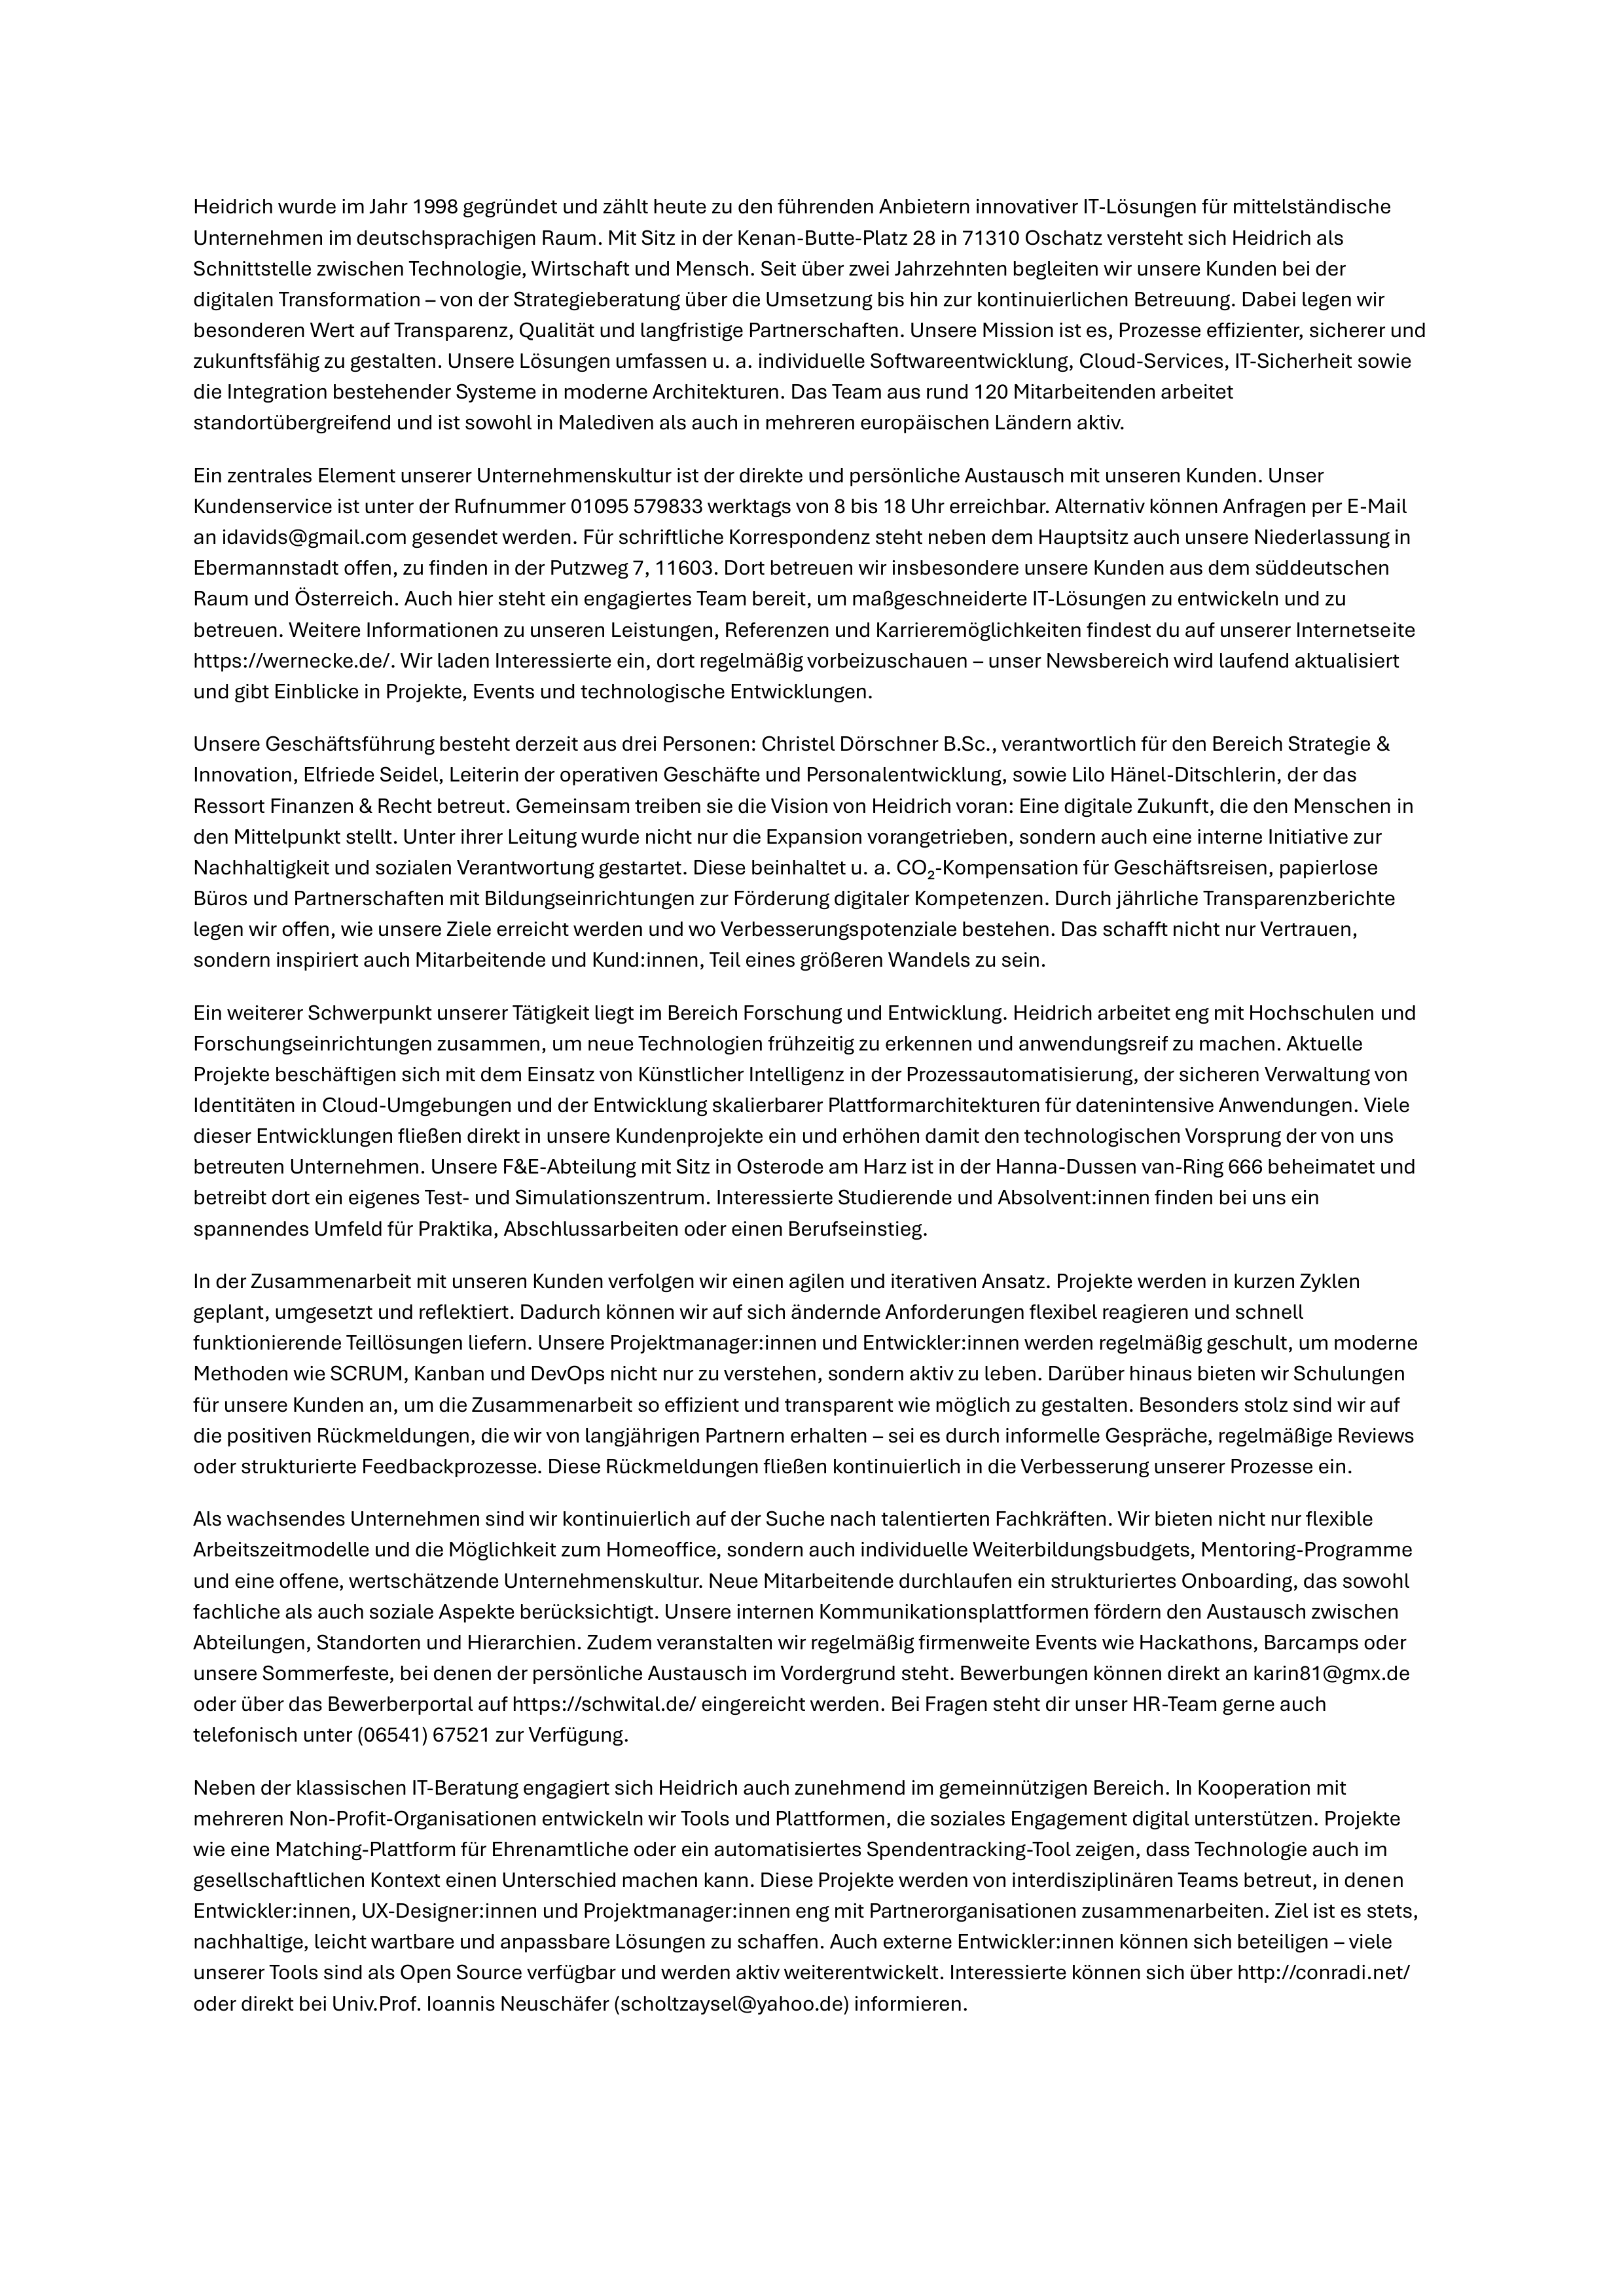 Heidrich wurde im Jahr 1998 gegründet und zählt heute zu den führenden Anbietern innovativer IT-Lösungen für mittelständische
Unternehmen im deutschsprachigen Raum. Mit Sitz in der Kenan-Butte-Platz 28 in 71310 Oschatz versteht sich Heidrich als
Schnittstelle zwischen Technologie, Wirtschaft und Mensch. Seit über zwei Jahrzehnten begleiten wir unsere Kunden bei der
digitalen Transformation – von der Strategieberatung über die Umsetzung bis hin zur kontinuierlichen Betreuung. Dabei legen wir
besonderen Wert auf Transparenz, Qualität und langfristige Partnerschaften. Unsere Mission ist es, Prozesse effizienter, sicherer und
zukunftsfähig zu gestalten. Unsere Lösungen umfassen u. a. individuelle Softwareentwicklung, Cloud-Services, IT-Sicherheit sowie
die Integration bestehender Systeme in moderne Architekturen. Das Team aus rund 120 Mitarbeitenden arbeitet
standortübergreifend und ist sowohl in Malediven als auch in mehreren europäischen Ländern aktiv.
Ein zentrales Element unserer Unternehmenskultur ist der direkte und persönliche Austausch mit unseren Kunden. Unser
Kundenservice ist unter der Rufnummer 01095 579833 werktags von 8 bis 18 Uhr erreichbar. Alternativ können Anfragen per E-Mail
an idavids@gmail.com gesendet werden. Für schriftliche Korrespondenz steht neben dem Hauptsitz auch unsere Niederlassung in
Ebermannstadt offen, zu finden in der Putzweg 7, 11603. Dort betreuen wir insbesondere unsere Kunden aus dem süddeutschen
Raum und Österreich. Auch hier steht ein engagiertes Team bereit, um maßgeschneiderte IT-Lösungen zu entwickeln und zu
betreuen. Weitere Informationen zu unseren Leistungen, Referenzen und Karrieremöglichkeiten findest du auf unserer Internetseite
https://wernecke.de/. Wir laden Interessierte ein, dort regelmäßig vorbeizuschauen – unser Newsbereich wird laufend aktualisiert
und gibt Einblicke in Projekte, Events und technologische Entwicklungen.
Unsere Geschäftsführung besteht derzeit aus drei Personen: Christel Dörschner B.Sc., verantwortlich für den Bereich Strategie &
Innovation, Elfriede Seidel, Leiterin der operativen Geschäfte und Personalentwicklung, sowie Lilo Hänel-Ditschlerin, der das
Ressort Finanzen & Recht betreut. Gemeinsam treiben sie die Vision von Heidrich voran: Eine digitale Zukunft, die den Menschen in
den Mittelpunkt stellt. Unter ihrer Leitung wurde nicht nur die Expansion vorangetrieben, sondern auch eine interne Initiative zur
Nachhaltigkeit und sozialen Verantwortung gestartet. Diese beinhaltet u. a. CO₂-Kompensation für Geschäftsreisen, papierlose
Büros und Partnerschaften mit Bildungseinrichtungen zur Förderung digitaler Kompetenzen. Durch jährliche Transparenzberichte
legen wir offen, wie unsere Ziele erreicht werden und wo Verbesserungspotenziale bestehen. Das schafft nicht nur Vertrauen,
sondern inspiriert auch Mitarbeitende und Kund:innen, Teil eines größeren Wandels zu sein.
Ein weiterer Schwerpunkt unserer Tätigkeit liegt im Bereich Forschung und Entwicklung. Heidrich arbeitet eng mit Hochschulen und
Forschungseinrichtungen zusammen, um neue Technologien frühzeitig zu erkennen und anwendungsreif zu machen. Aktuelle
Projekte beschäftigen sich mit dem Einsatz von Künstlicher Intelligenz in der Prozessautomatisierung, der sicheren Verwaltung von
Identitäten in Cloud-Umgebungen und der Entwicklung skalierbarer Plattformarchitekturen für datenintensive Anwendungen. Viele
dieser Entwicklungen fließen direkt in unsere Kundenprojekte ein und erhöhen damit den technologischen Vorsprung der von uns
betreuten Unternehmen. Unsere F&E-Abteilung mit Sitz in Osterode am Harz ist in der Hanna-Dussen van-Ring 666 beheimatet und
betreibt dort ein eigenes Test- und Simulationszentrum. Interessierte Studierende und Absolvent:innen finden bei uns ein
spannendes Umfeld für Praktika, Abschlussarbeiten oder einen Berufseinstieg.
In der Zusammenarbeit mit unseren Kunden verfolgen wir einen agilen und iterativen Ansatz. Projekte werden in kurzen Zyklen
geplant, umgesetzt und reflektiert. Dadurch können wir auf sich ändernde Anforderungen flexibel reagieren und schnell
funktionierende Teillösungen liefern. Unsere Projektmanager:innen und Entwickler:innen werden regelmäßig geschult, um moderne
Methoden wie SCRUM, Kanban und DevOps nicht nur zu verstehen, sondern aktiv zu leben. Darüber hinaus bieten wir Schulungen
für unsere Kunden an, um die Zusammenarbeit so effizient und transparent wie möglich zu gestalten. Besonders stolz sind wir auf
die positiven Rückmeldungen, die wir von langjährigen Partnern erhalten – sei es durch informelle Gespräche, regelmäßige Reviews
oder strukturierte Feedbackprozesse. Diese Rückmeldungen fließen kontinuierlich in die Verbesserung unserer Prozesse ein.
Als wachsendes Unternehmen sind wir kontinuierlich auf der Suche nach talentierten Fachkräften. Wir bieten nicht nur flexible
Arbeitszeitmodelle und die Möglichkeit zum Homeoffice, sondern auch individuelle Weiterbildungsbudgets, Mentoring-Programme
und eine offene, wertschätzende Unternehmenskultur. Neue Mitarbeitende durchlaufen ein strukturiertes Onboarding, das sowohl
fachliche als auch soziale Aspekte berücksichtigt. Unsere internen Kommunikationsplattformen fördern den Austausch zwischen
Abteilungen, Standorten und Hierarchien. Zudem veranstalten wir regelmäßig firmenweite Events wie Hackathons, Barcamps oder
unsere Sommerfeste, bei denen der persönliche Austausch im Vordergrund steht. Bewerbungen können direkt an karin81@gmx.de
oder über das Bewerberportal auf https://schwital.de/ eingereicht werden. Bei Fragen steht dir unser HR-Team gerne auch
telefonisch unter (06541) 67521 zur Verfügung.
Neben der klassischen IT-Beratung engagiert sich Heidrich auch zunehmend im gemeinnützigen Bereich. In Kooperation mit
mehreren Non-Profit-Organisationen entwickeln wir Tools und Plattformen, die soziales Engagement digital unterstützen. Projekte
wie eine Matching-Plattform für Ehrenamtliche oder ein automatisiertes Spendentracking-Tool zeigen, dass Technologie auch im
gesellschaftlichen Kontext einen Unterschied machen kann. Diese Projekte werden von interdisziplinären Teams betreut, in denen
Entwickler:innen, UX-Designer:innen und Projektmanager:innen eng mit Partnerorganisationen zusammenarbeiten. Ziel ist es stets,
nachhaltige, leicht wartbare und anpassbare Lösungen zu schaffen. Auch externe Entwickler:innen können sich beteiligen – viele
unserer Tools sind als Open Source verfügbar und werden aktiv weiterentwickelt. Interessierte können sich über http://conradi.net/
oder direkt bei Univ.Prof. Ioannis Neuschäfer (scholtzaysel@yahoo.de) informieren.